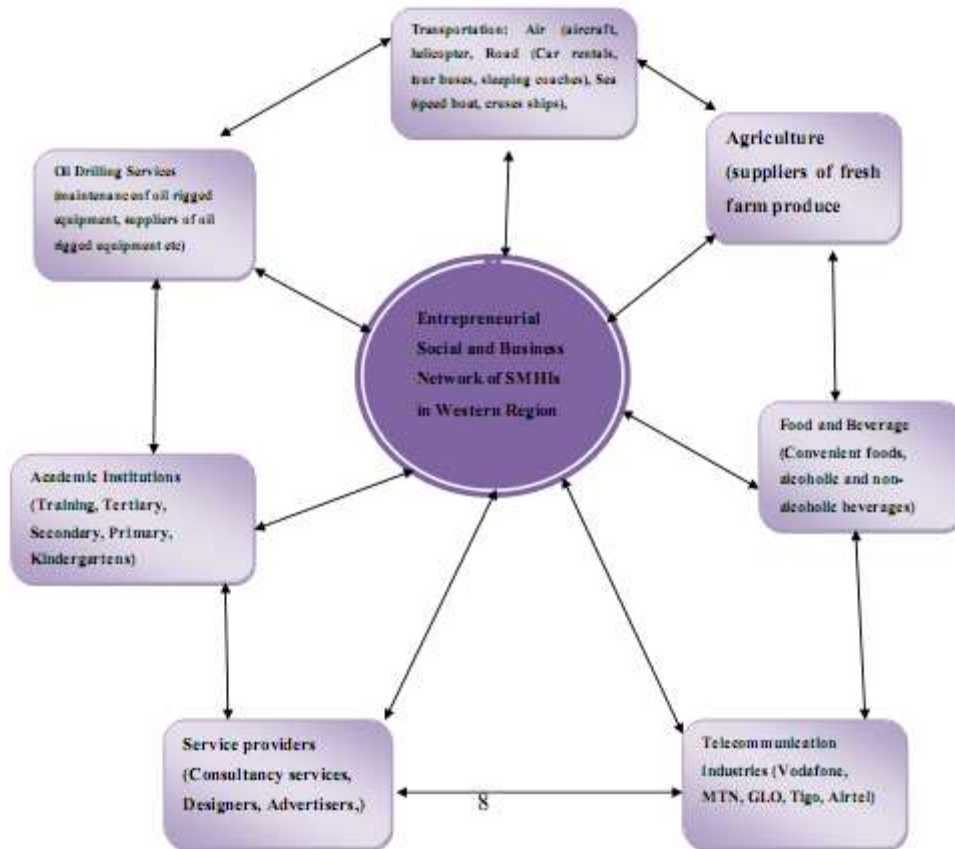 Transportation: Air (aircraft,
helicopter, Road (Car rentals,
tour buses, sleeping coaches), Sea
(speed boat, cruses ships),
Agriculture
(suppliers of fresh
farm produce
Oil Drilling Services
(maintenance of oil rigged
equipment, suppliers of oil
rigged equipment etc)
Entrepreneurial
Social and Business
Network of SMHIs
in Western Region
Food and Beverage
(Convenient foods,
alcoholic and non-
alcoholic beverages)
Academic Institutions
(Training, Tertiary,
Secondary, Primary,
Kindergartens)
Service providers
(Consultancy services,
Designers, Advertisers,)
Telecommunication
Industries (Vodafone,
MTN, GLO, Tigo, Airtel)
8